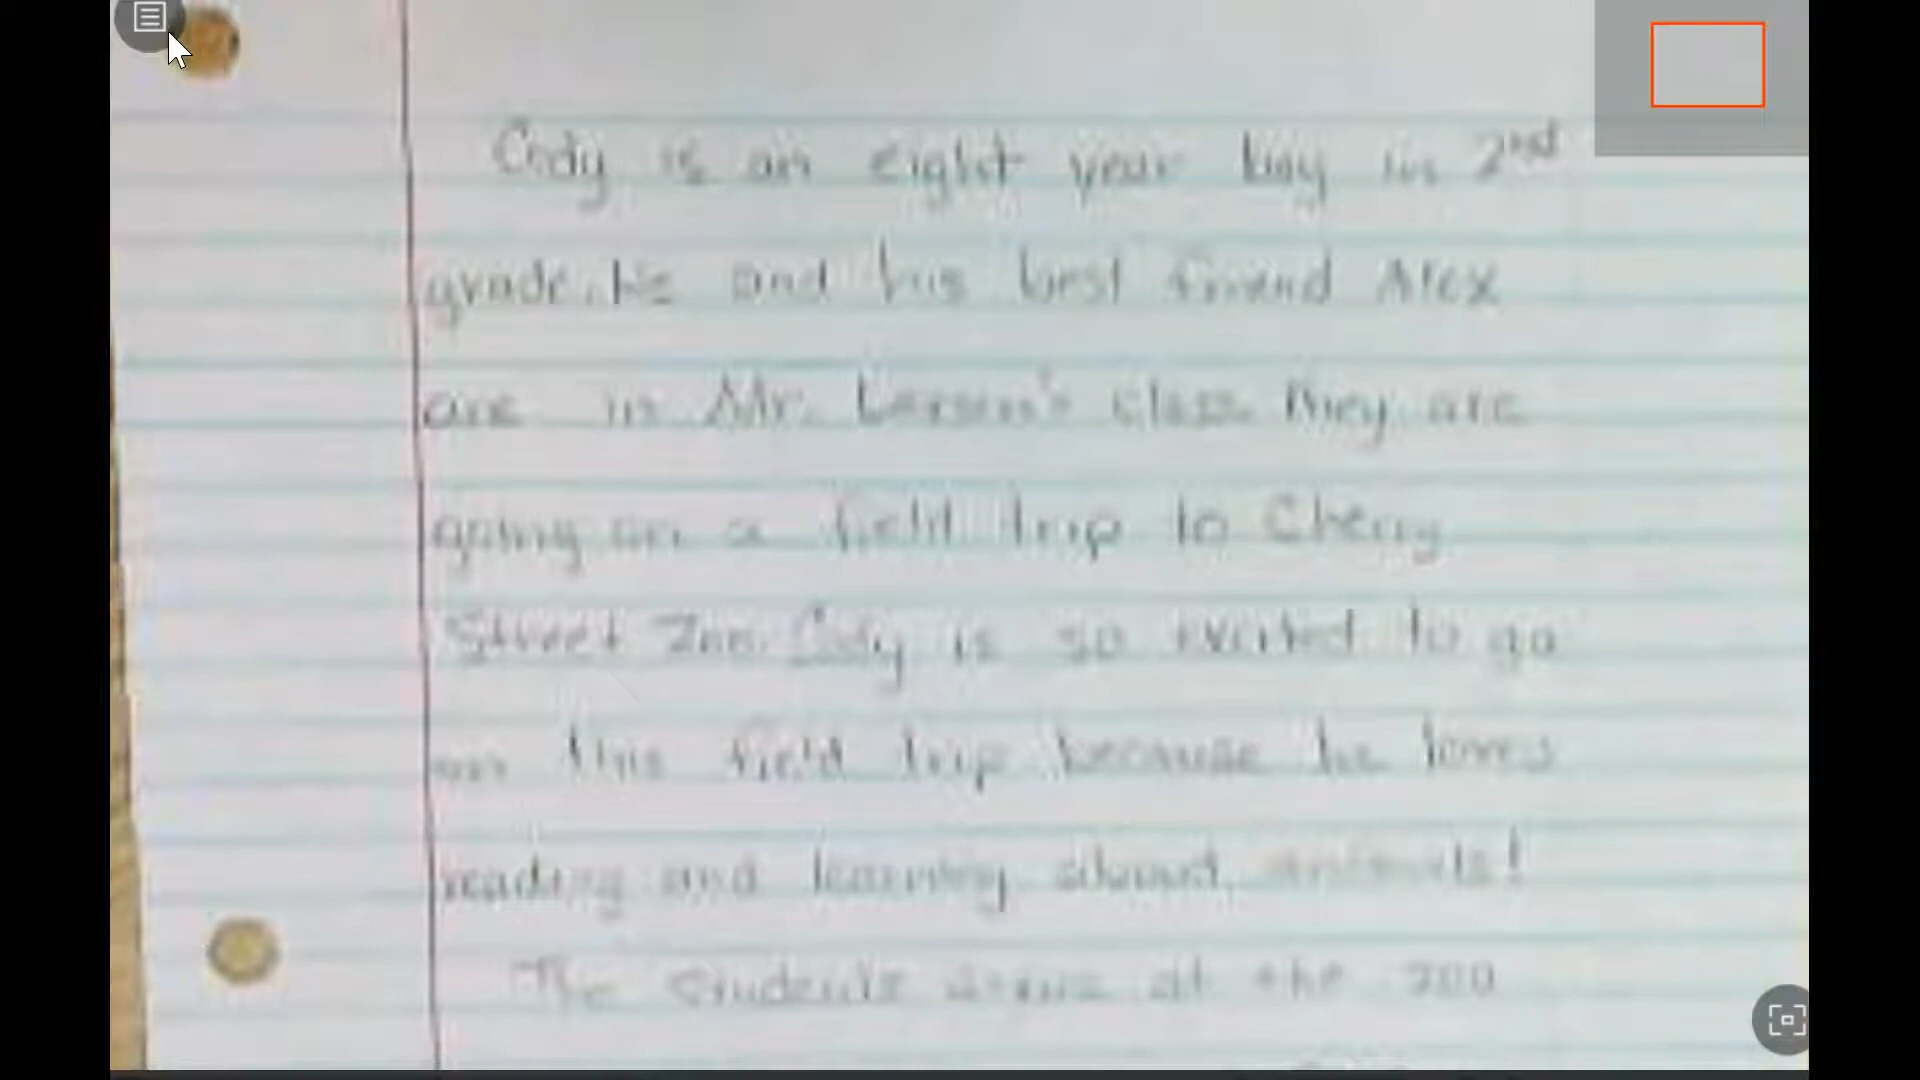 Cody is an eight year boy in 2nd
grade. He and his best friend Alex
are in Mr. Larson's class. They are
going on a field trip to Cherry
Street Zoo. Cody is so excited to go
on this field trip because he loves
reading and learning about animals!
The students arrive at the zoo